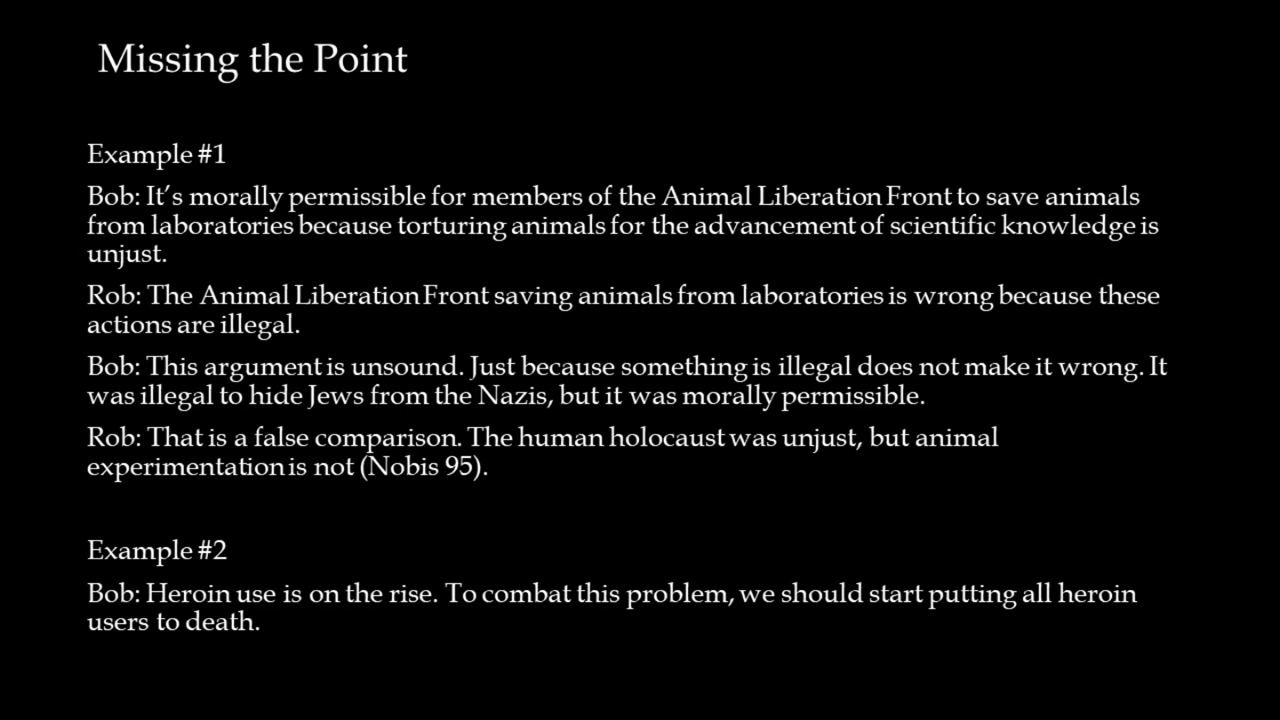 Missing the Point
Example #1
Bob: It’s morally permissible for members of the Animal Liberation Front to save animals
from laboratories because torturing animals for the advancement of scientific knowledge is
unjust.
Rob: The Animal Liberation Front saving animals from laboratories is wrong because these
actions are illegal.
Bob: This argument is unsound. Just because something is illegal does not make it wrong. It
was illegal to hide Jews from the Nazis, but it was morally permissible.
Rob: That is a false comparison. The human holocaust was unjust, but animal
experimentation is not (Nobis 95).
Example #2
Bob: Heroin use is on the rise. To combat this problem, we should start putting all heroin
users to death.